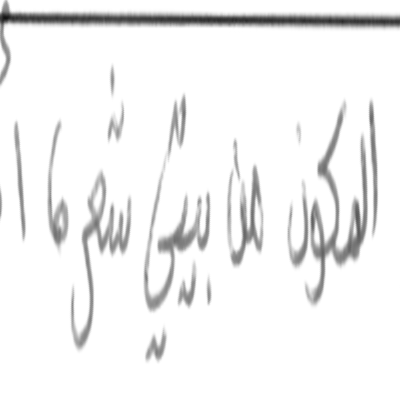 المكون من بيتي شعر ما